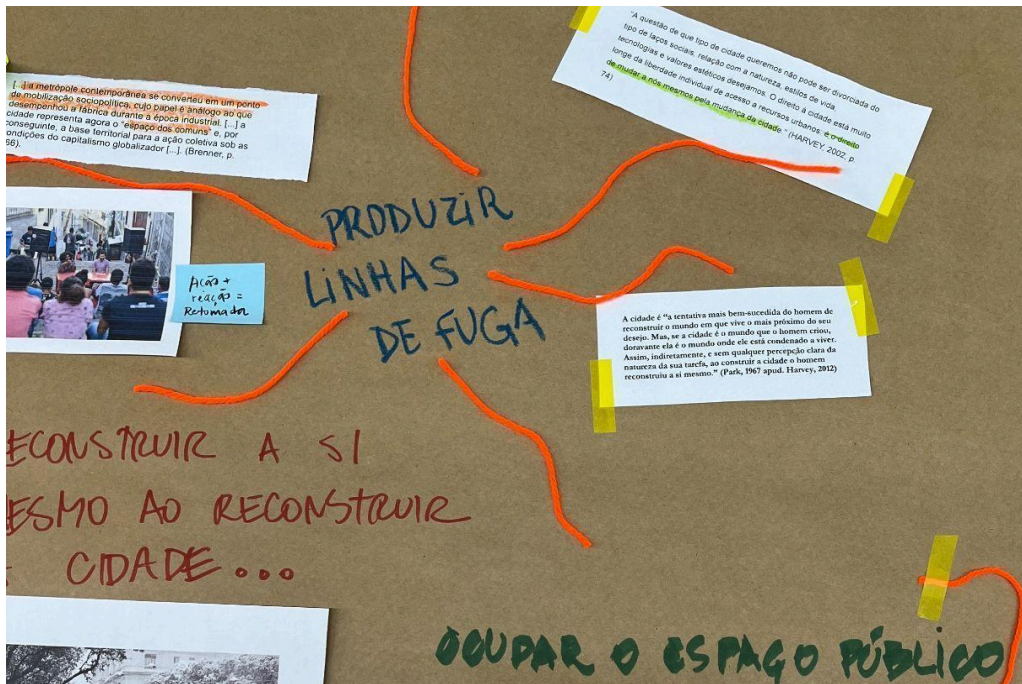 "A questão de que tipo de cidade queremos não pode ser divorciada do
tipo de laços sociais, relação com a natureza, estilos de vida,
tecnologias e valores estéticos desejamos. O direito à cidade está muito
longe da liberdade individual de acesso a recursos urbanos: é o direito
de mudar a nós mesmos pela mudança da cidade." (HARVEY, 2002, p.
74)
[...] a metrópole contemporânea se converteu em um ponto
de mobilização sociopolítica, cujo papel é análogo ao que
desempenhou a fábrica durante a época industrial. [...] a
cidade representa agora o "espaço dos comuns" e, por
conseguinte, a base territorial para a ação coletiva sob as
ondições do capitalismo globalizador [...]. (Brenner, p.
66).
PRODUZIR
LINHAS
DE FUGA
Ação +
reação =
Retomador
A cidade é "a tentativa mais bem-sucedida do homem de
reconstruir o mundo em que vive o mais próximo do seu
desejo. Mas, se a cidade é o mundo que o homem criou,
doravante ela é o mundo onde ele está condenado a viver.
Assim, indiretamente, e sem qualquer percepção clara da
natureza da sua tarefa, ao construir a cidade o homem
reconstruiu a si mesmo." (Park, 1967 apud. Harvey, 2012)
ECONSTRUIR A SI
ESMO AO RECONSTRUIR
CIDADE...
OCUPAR O ESPAÇO PÚBLICO